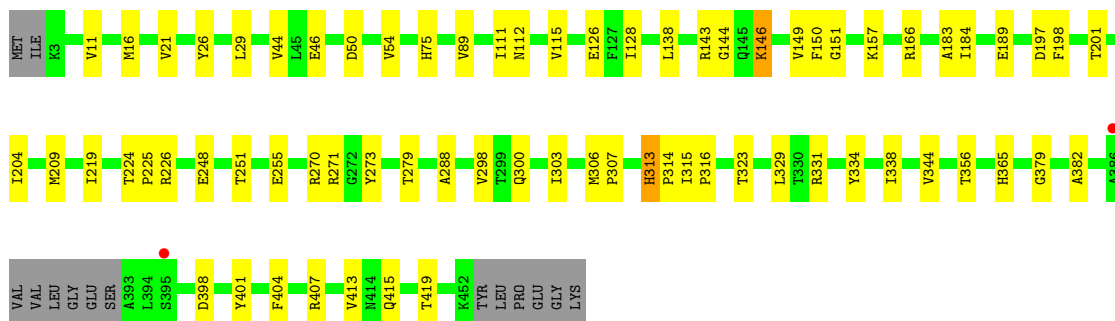 MET ILE K3 V11 M16 V21 Y26 L29 V44 L45 E46 D50 V54 H75 V89 I111 N112 V115 E126 F127 I128 L138 R143 G144 Q145 K146 V149 F150 G151 K157 R166 A183 I184 E189 D197 F198 T201
I204 M209 I219 T224 P225 R226 E248 T251 E255 R270 R271 G272 Y273 T279 A288 V298 T299 Q300 I303 M306 P307 H313 P314 I315 P316 T323 L329 T330 R331 Y334 I338 V344 T356 H365 G379 A382 A386
VAL VAL LEU GLY GLU SER A393 L394 S395 D398 Y401 F404 R407 V413 N414 Q415 T419 K452 TYR LEU PRO GLU GLY LYS